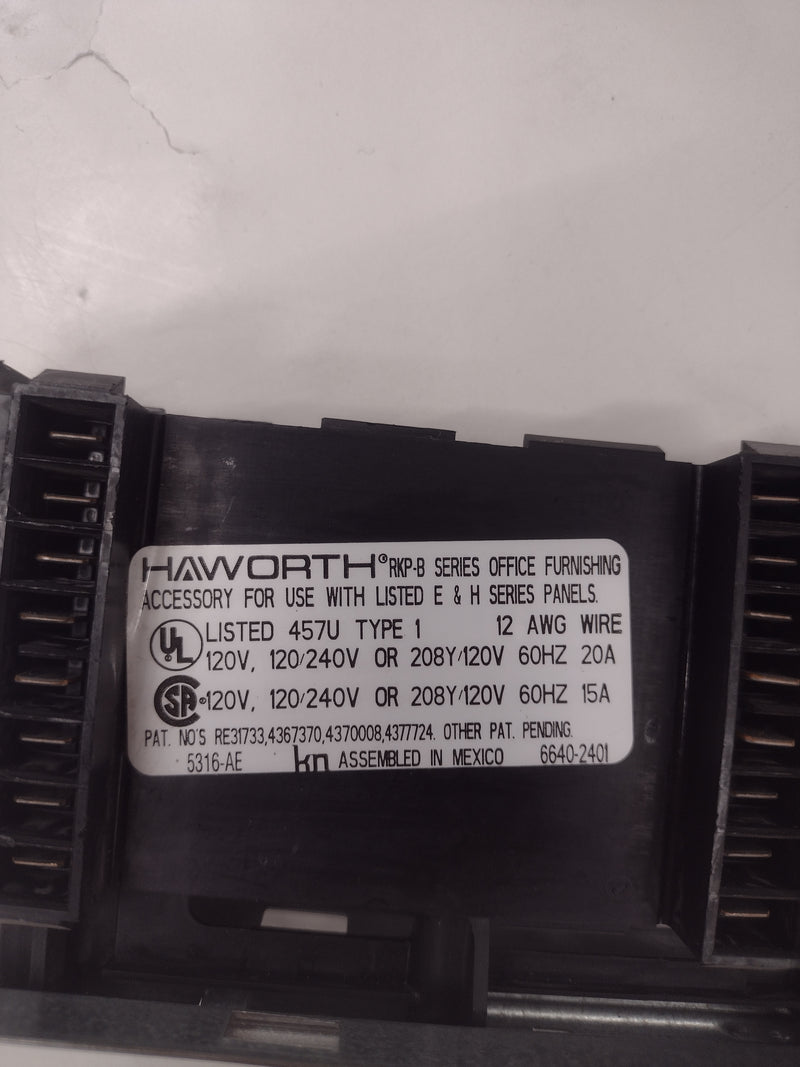 HAWORTH® RKP-B SERIES OFFICE FURNISHING
ACCESSORY FOR USE WITH LISTED E & H SERIES PANELS.
UL LISTED 457U TYPE 1 12 AWG WIRE
120V, 120/240V OR 208Y/120V 60HZ 20A
SA® 120V, 120/240V OR 208Y/120V 60HZ 15A
PAT. NO'S RE31733,4367370,4370008,4377724. OTHER PAT. PENDING.
5316-AE kn ASSEMBLED IN MEXICO 6640-2401